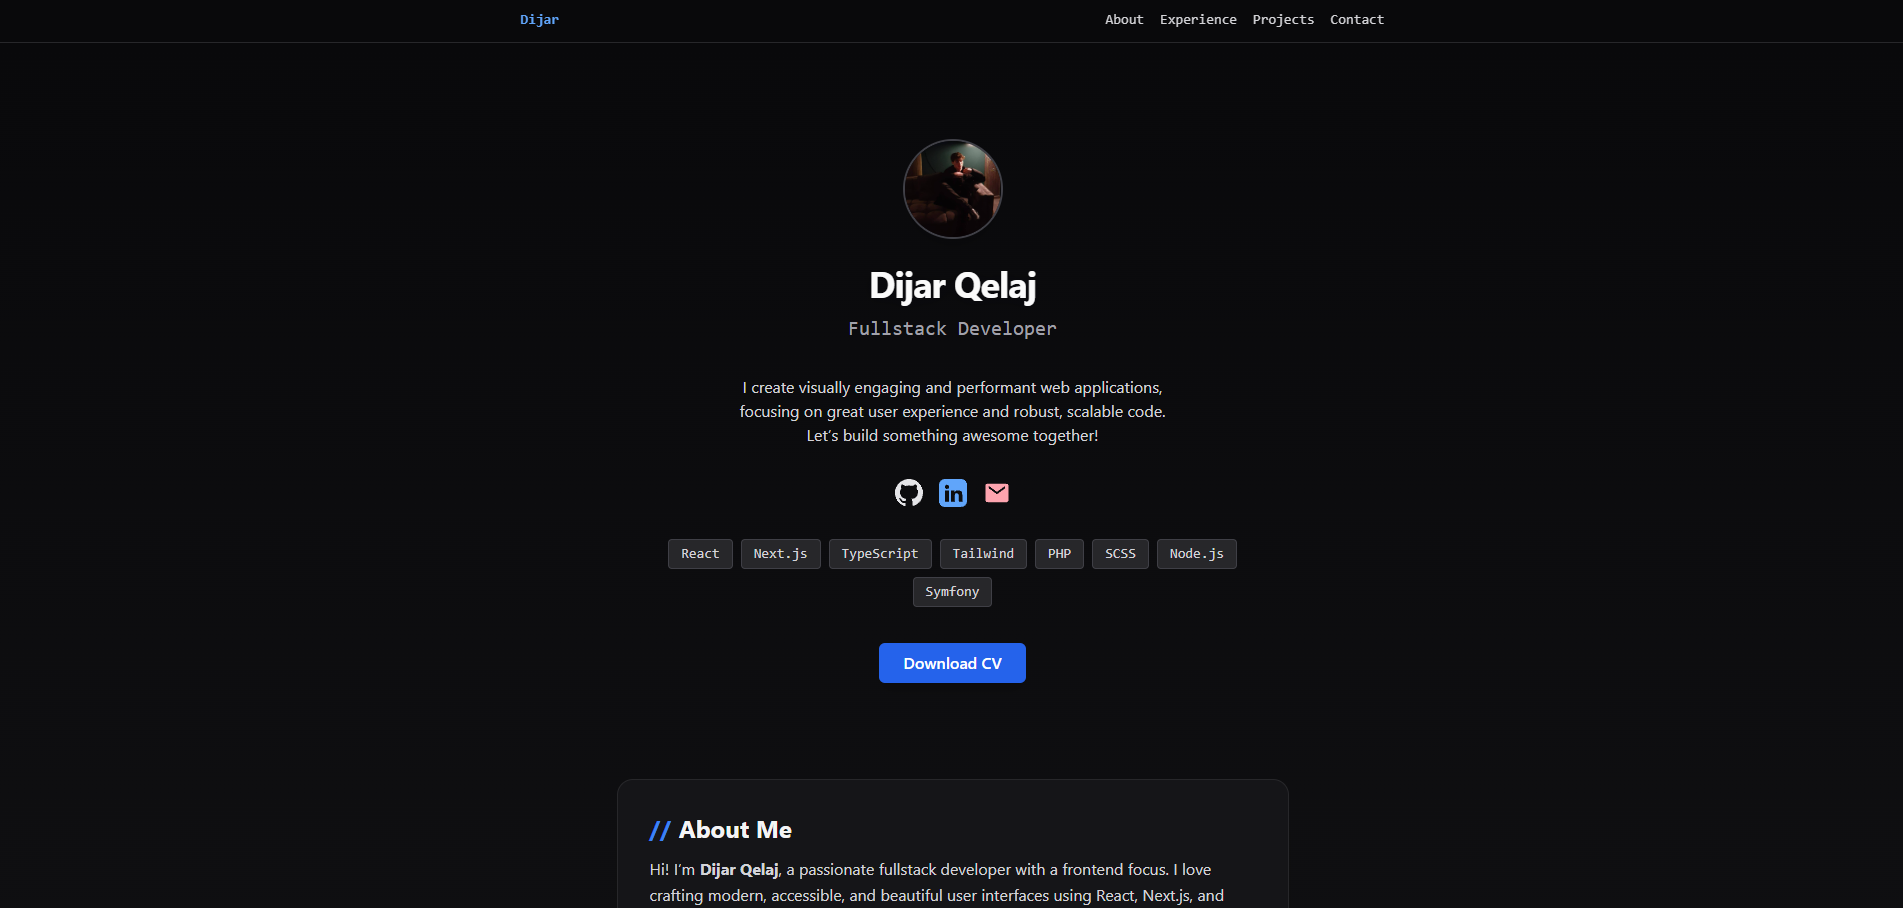 Dijar
About Experience Projects Contact
Dijar Qelaj
Fullstack Developer
I create visually engaging and performant web applications,
focusing on great user experience and robust, scalable code.
Let’s build something awesome together!
in
React Next.js TypeScript Tailwind PHP SCSS Node.js
Symfony
Download CV
// About Me
Hi! I’m Dijar Qelaj, a passionate fullstack developer with a frontend focus. I love
crafting modern, accessible, and beautiful user interfaces using React, Next.js, and